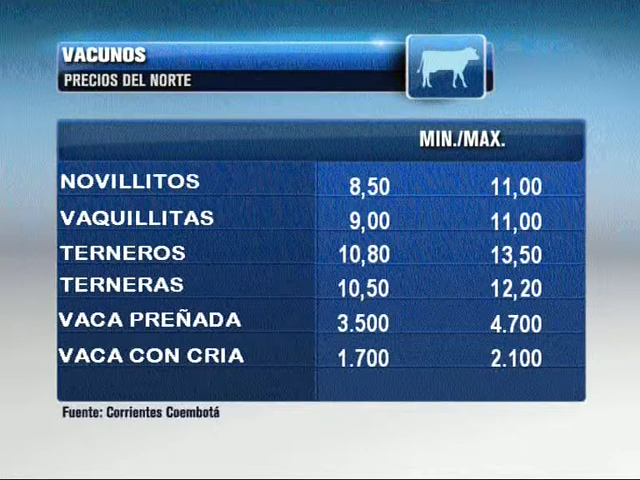 VACUNOS
PRECIOS DEL NORTE
MIN./MAX.
NOVILLITOS 8,50 11,00
VAQUILLITAS 9,00 11,00
TERNEROS 10,80 13,50
TERNERAS 10,50 12,20
VACA PREÑADA 3.500 4.700
VACA CON CRIA 1.700 2.100
Fuente: Corrientes Coembotá